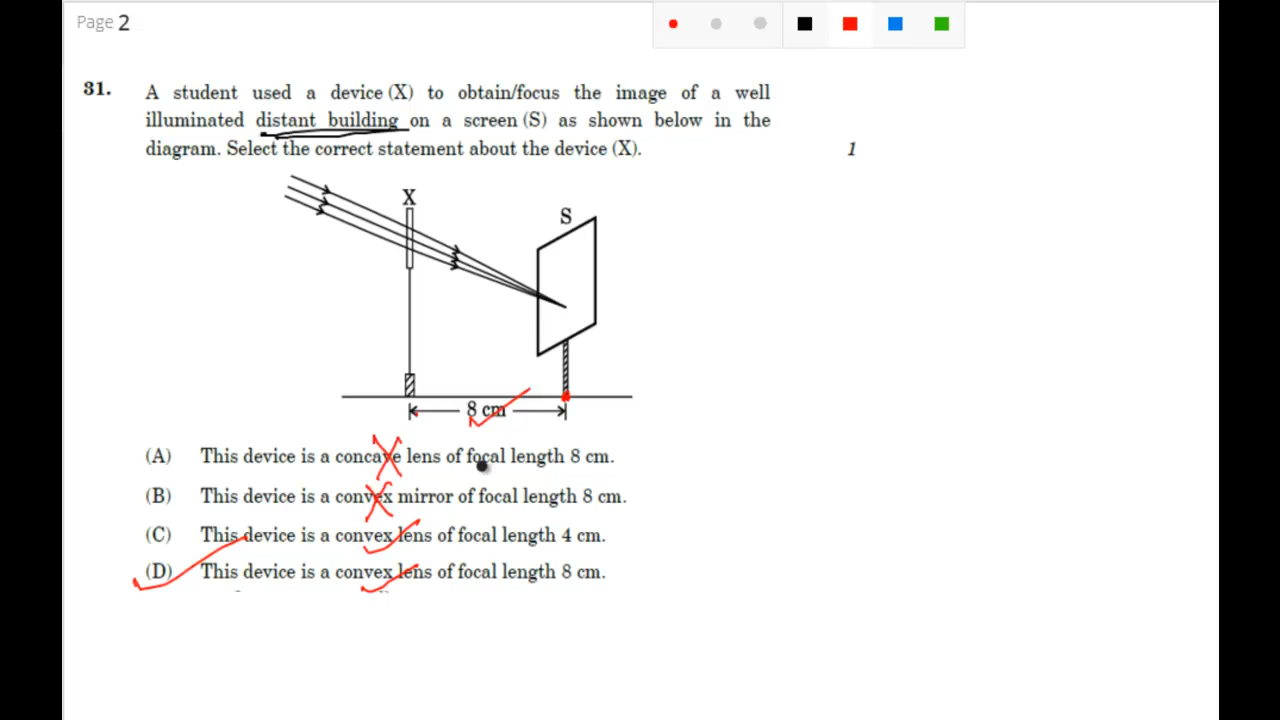 Page 2
31. A student used a device (X) to obtain/focus the image of a well
illuminated distant building on a screen (S) as shown below in the
diagram. Select the correct statement about the device (X). 1
X
S
8 cm
(A) This device is a concave lens of focal length 8 cm.
(B) This device is a convex mirror of focal length 8 cm.
(C) This device is a convex lens of focal length 4 cm.
(D) This device is a convex lens of focal length 8 cm.